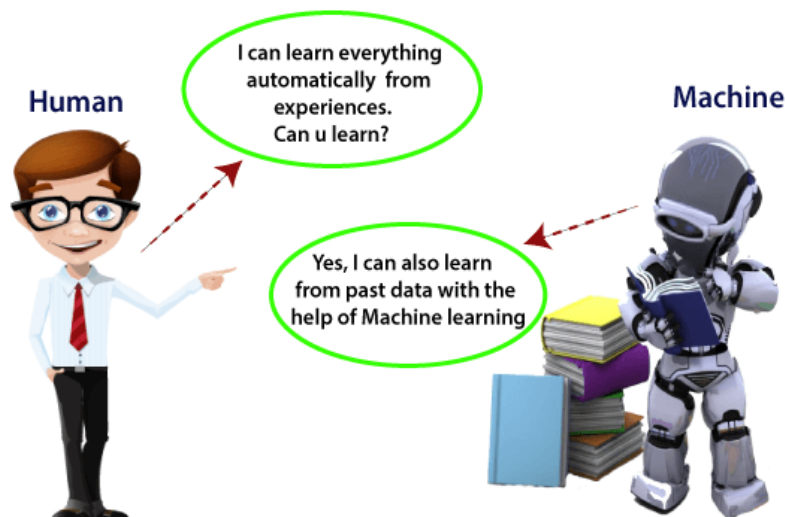 Human
I can learn everything
automatically from
experiences.
Can u learn?
Machine
Yes, I can also learn
from past data with the
help of Machine learning